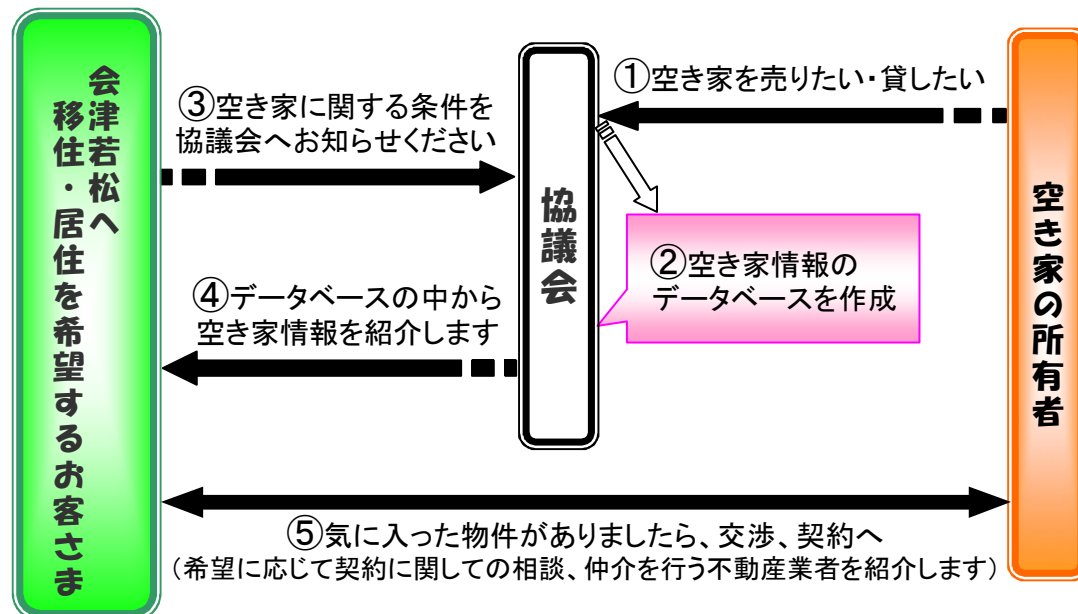 会津若松へ
移住・居住を希望するお客さま
③空き家に関する条件を
協議会へお知らせください
④データベースの中から
空き家情報を紹介します
協議会
①空き家を売りたい・貸したい
②空き家情報の
データベースを作成
空き家の所有者
⑤気に入った物件がありましたら、交渉、契約へ
（希望に応じて契約に関しての相談、仲介を行う不動産業者を紹介します）